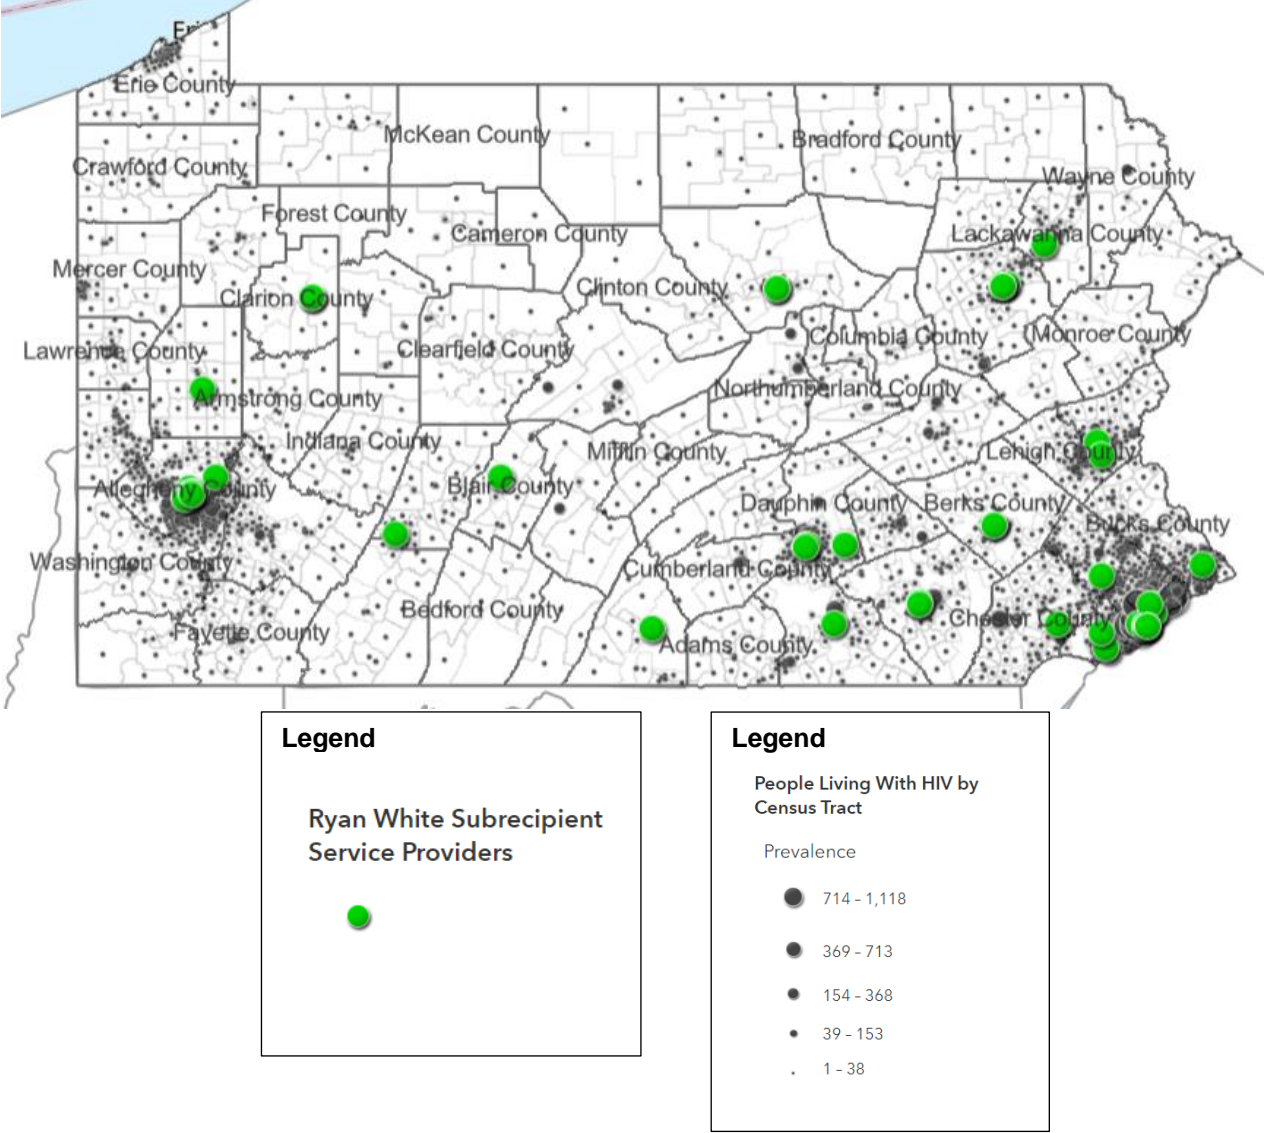 Erie
Erie County
McKean County
Bradford County
Crawford County
Wayne County
Forest County
Cameron County
Lackawanna County
Mercer County
Clarion County
Clinton County
Lawrence County
Clearfield County
Columbia County
Monroe County
Armstrong County
Northumberland County
Indiana County
Mifflin County
Lehigh County
Allegheny County
Blair County
Dauphin County
Berks County
Bucks County
Washington County
Cumberland County
Bedford County
Fayette County
Adams County
Chester County
Legend
Ryan White Subrecipient
Service Providers
Legend
People Living With HIV by
Census Tract
Prevalence
714 – 1,118
369 – 713
154 – 368
39 – 153
1 – 38